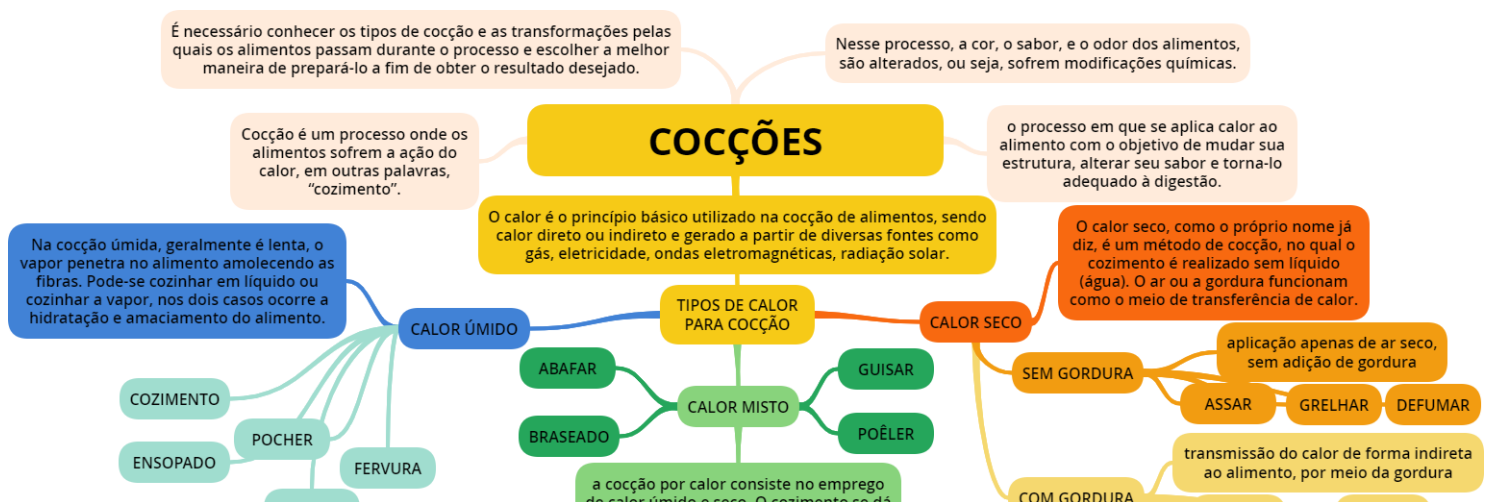 É necessário conhecer os tipos de cocção e as transformações pelas
quais os alimentos passam durante o processo e escolher a melhor
maneira de prepará-lo a fim de obter o resultado desejado.
Nesse processo, a cor, o sabor, e o odor dos alimentos,
são alterados, ou seja, sofrem modificações químicas.
COCÇÕES
Cocção é um processo onde os
alimentos sofrem a ação do
calor, em outras palavras,
“cozimento”.
o processo em que se aplica calor ao
alimento com o objetivo de mudar sua
estrutura, alterar seu sabor e torna-lo
adequado à digestão.
O calor é o princípio básico utilizado na cocção de alimentos, sendo
calor direto ou indireto e gerado a partir de diversas fontes como
gás, eletricidade, ondas eletromagnéticas, radiação solar.
Na cocção úmida, geralmente é lenta, o
vapor penetra no alimento amolecendo as
fibras. Pode-se cozinhar em líquido ou
cozinhar a vapor, nos dois casos ocorre a
hidratação e amaciamento do alimento.
O calor seco, como o próprio nome já
diz, é um método de cocção, no qual o
cozimento é realizado sem líquido
(água). O ar ou a gordura funcionam
como o meio de transferência de calor.
TIPOS DE CALOR
PARA COCÇÃO
CALOR ÚMIDO
CALOR SECO
COZIMENTO
POCHER
ENSOPADO
FERVURA
ABAFAR
GUISAR
CALOR MISTO
BRASEADO
POÊLER
a cocção por calor consiste no emprego
de calor úmido e seco. O cozimento se dá
SEM GORDURA
aplicação apenas de ar seco,
sem adição de gordura
ASSAR
GRELHAR
DEFUMAR
COM GORDURA
transmissão do calor de forma indireta
ao alimento, por meio da gordura